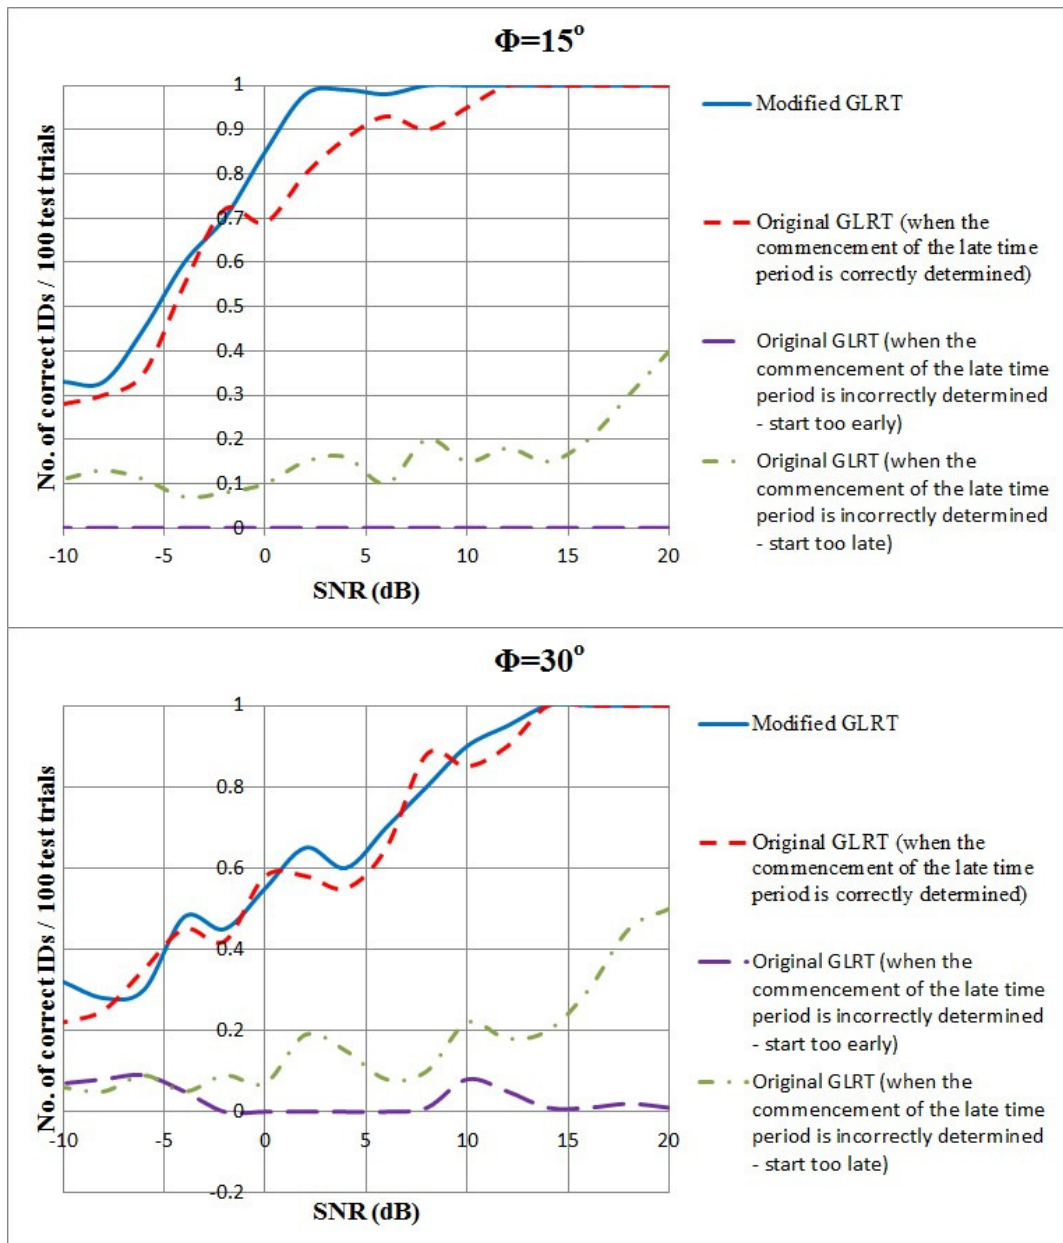 Φ=15°
No. of correct IDs / 100 test trials
1
0.9
0.8
0.7
0.6
0.5
0.4
0.3
0.2
0.1
0
-10 -5 0 5 10 15 20
SNR (dB)
Modified GLRT
Original GLRT (when the
commencement of the late time
period is correctly determined)
Original GLRT (when the
commencement of the late time
period is incorrectly determined
- start too early)
Original GLRT (when the
commencement of the late time
period is incorrectly determined
- start too late)
Φ=30°
No. of correct IDs / 100 test trials
1
0.8
0.6
0.4
0.2
0
-0.2
-10 -5 0 5 10 15 20
SNR (dB)
Modified GLRT
Original GLRT (when the
commencement of the late time
period is correctly determined)
Original GLRT (when the
commencement of the late time
period is incorrectly determined
- start too early)
Original GLRT (when the
commencement of the late time
period is incorrectly determined
- start too late)